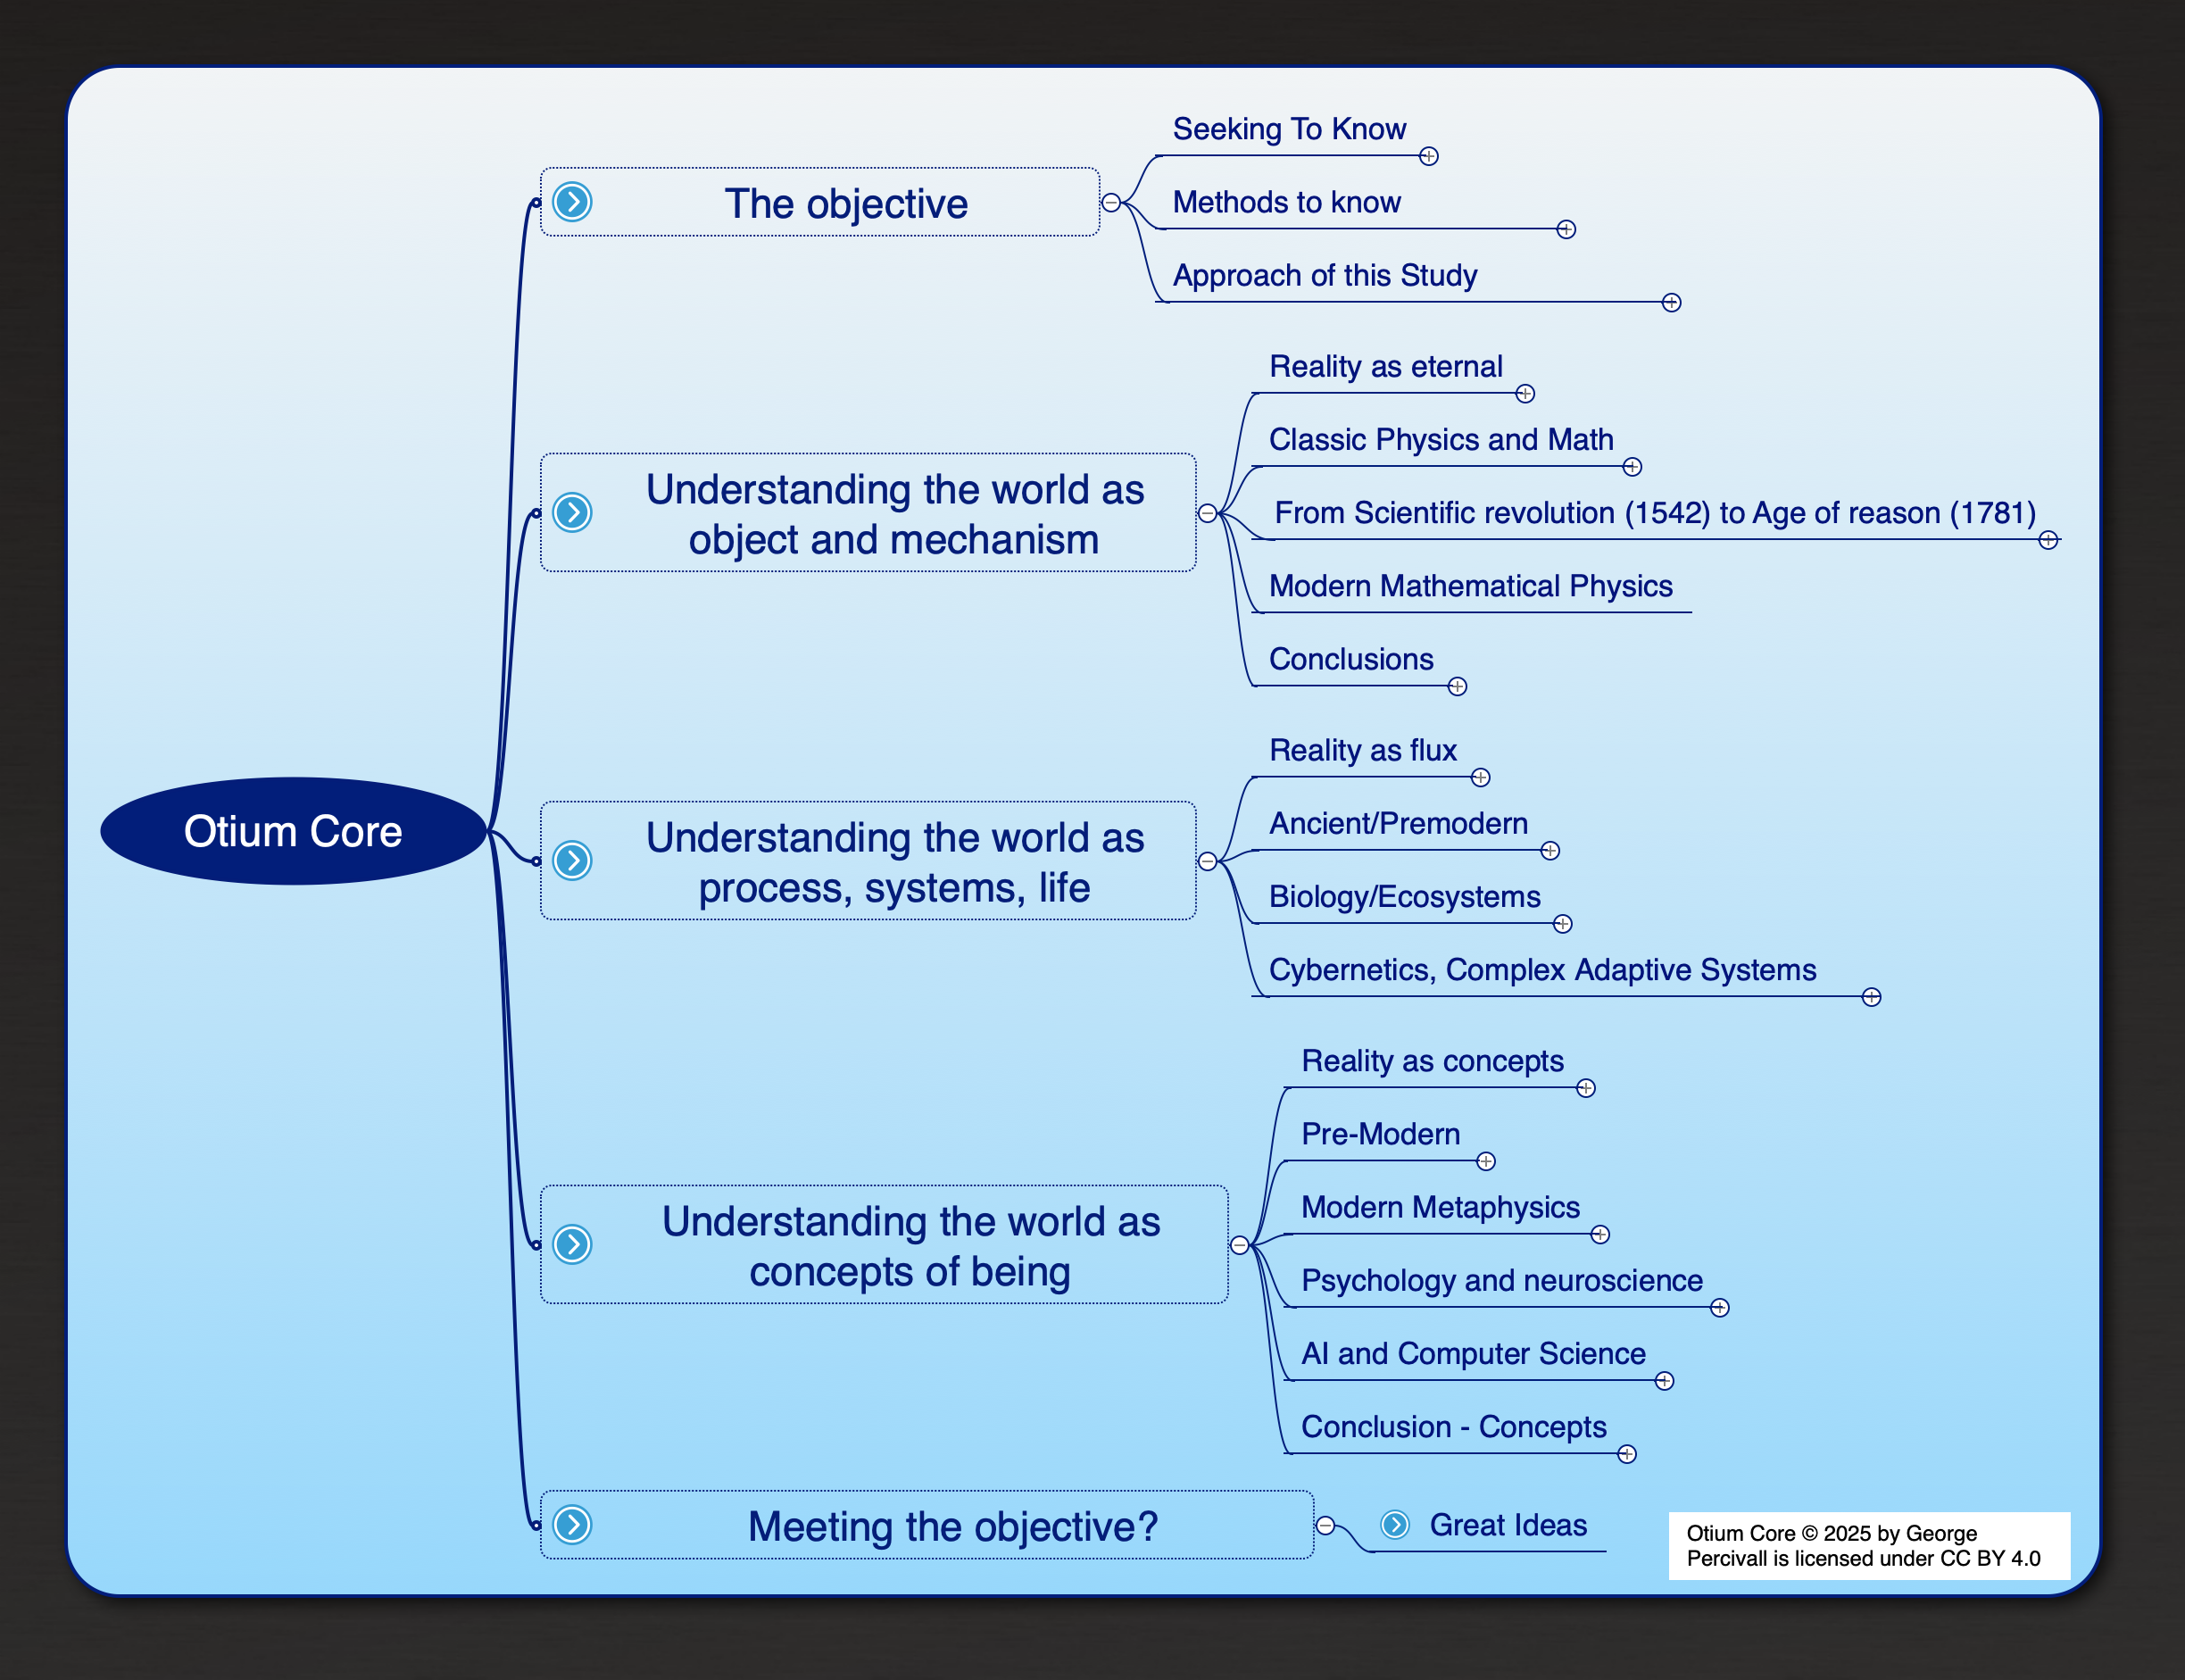 Otium Core
The objective
Seeking To Know
Methods to know
Approach of this Study
Understanding the world as
object and mechanism
Reality as eternal
Classic Physics and Math
From Scientific revolution (1542) to Age of reason (1781)
Modern Mathematical Physics
Conclusions
Understanding the world as
process, systems, life
Reality as flux
Ancient/Premodern
Biology/Ecosystems
Cybernetics, Complex Adaptive Systems
Understanding the world as
concepts of being
Reality as concepts
Pre-Modern
Modern Metaphysics
Psychology and neuroscience
AI and Computer Science
Conclusion - Concepts
Meeting the objective?
Great Ideas
Otium Core © 2025 by George
Percivall is licensed under CC BY 4.0